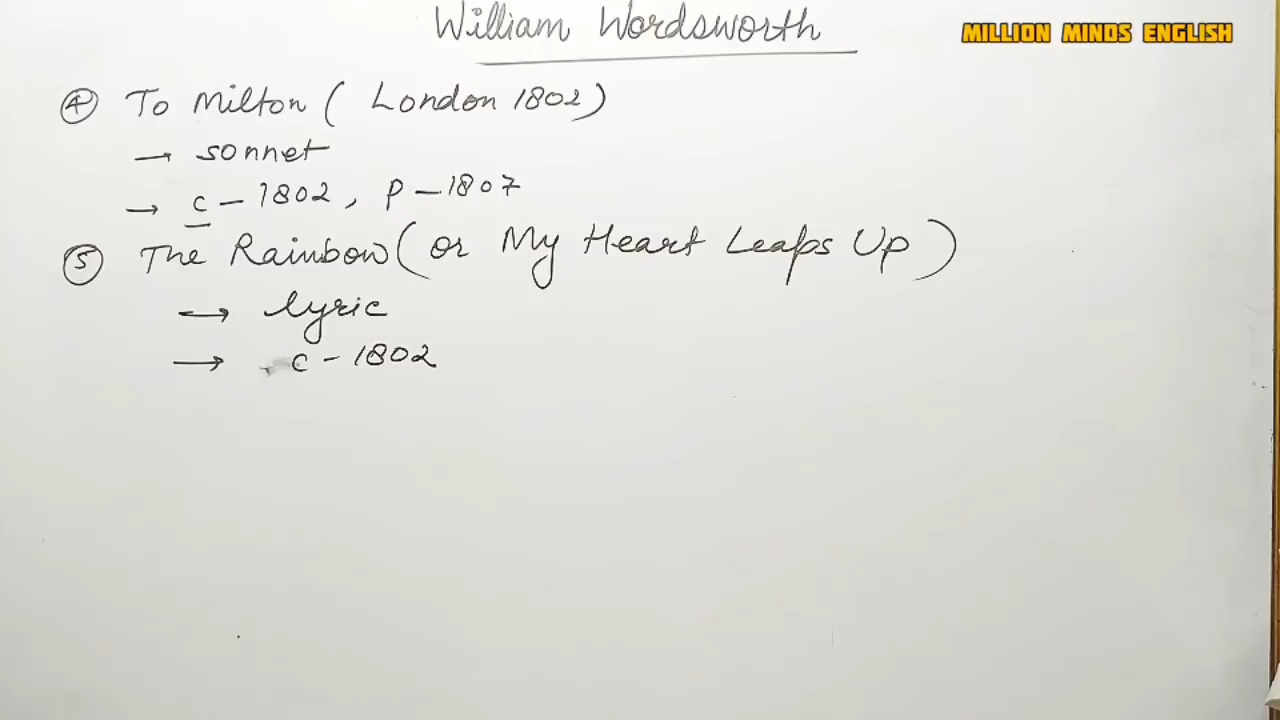 William Wordsworth
MILLION MINDS ENGLISH
④ To Milton ( London 1802 )
→ sonnet
→ c - 1802, P - 1807
⑤ The Rainbow ( or My Heart Leaps Up )
→ lyric
→ c - 1802